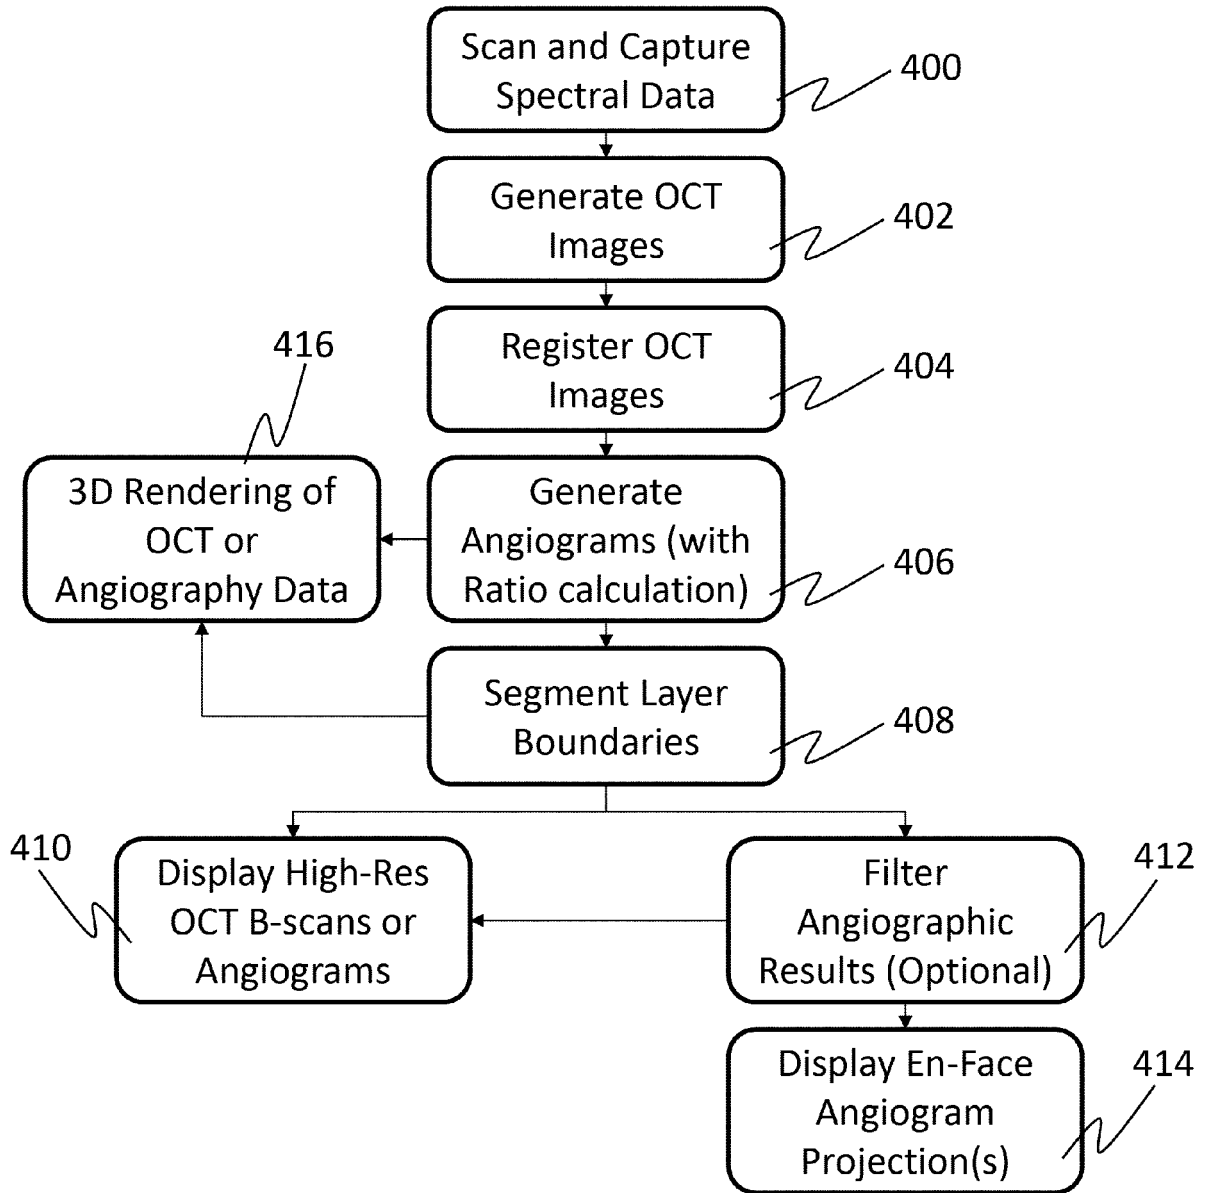 Scan and Capture
Spectral Data
400
Generate OCT
Images
402
Register OCT
Images
404
416
3D Rendering of
OCT or
Angiography Data
Generate
Angiograms (with
Ratio calculation)
406
Segment Layer
Boundaries
408
410
Display High-Res
OCT B-scans or
Angiograms
Filter
Angiographic
Results (Optional)
412
Display En-Face
Angiogram
Projection(s)
414